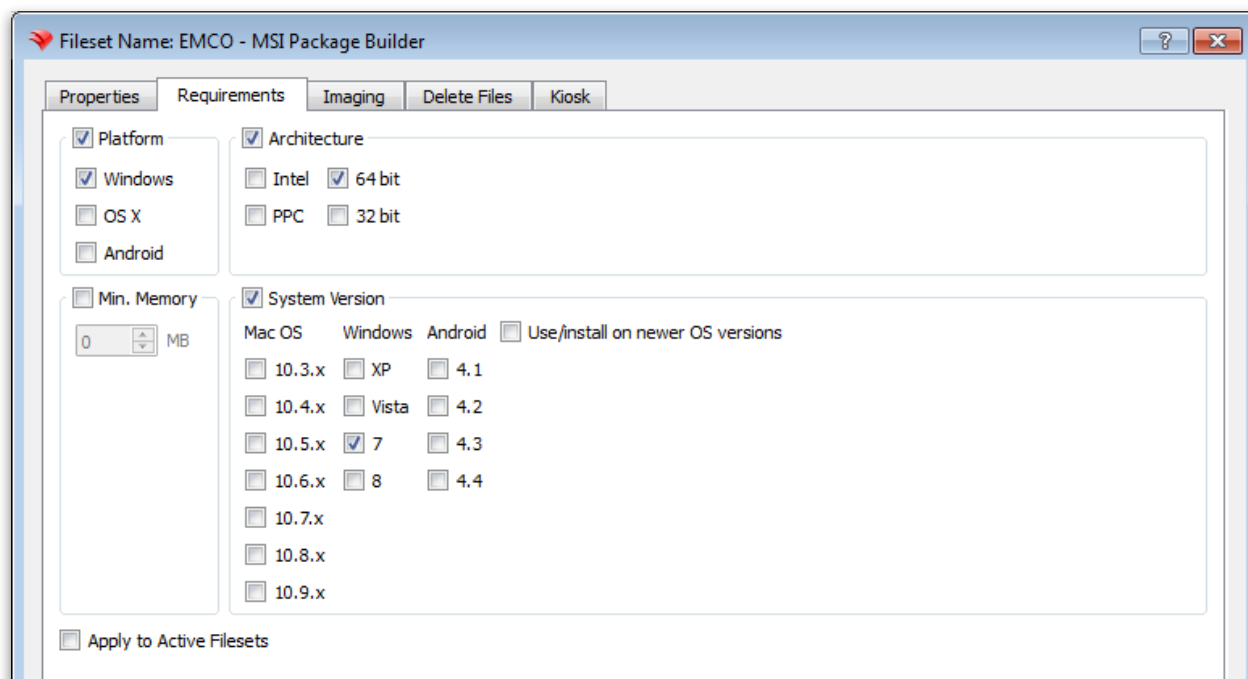 Fileset Name: EMCO - MSI Package Builder
?
Properties Requirements Imaging Delete Files Kiosk
Platform
Windows
OS X
Android
Architecture
Intel 64 bit
PPC 32 bit
Min. Memory
0 MB
System Version
Mac OS Windows Android Use/install on newer OS versions
10.3.x XP 4.1
10.4.x Vista 4.2
10.5.x 7 4.3
10.6.x 8 4.4
10.7.x
10.8.x
10.9.x
Apply to Active Filesets